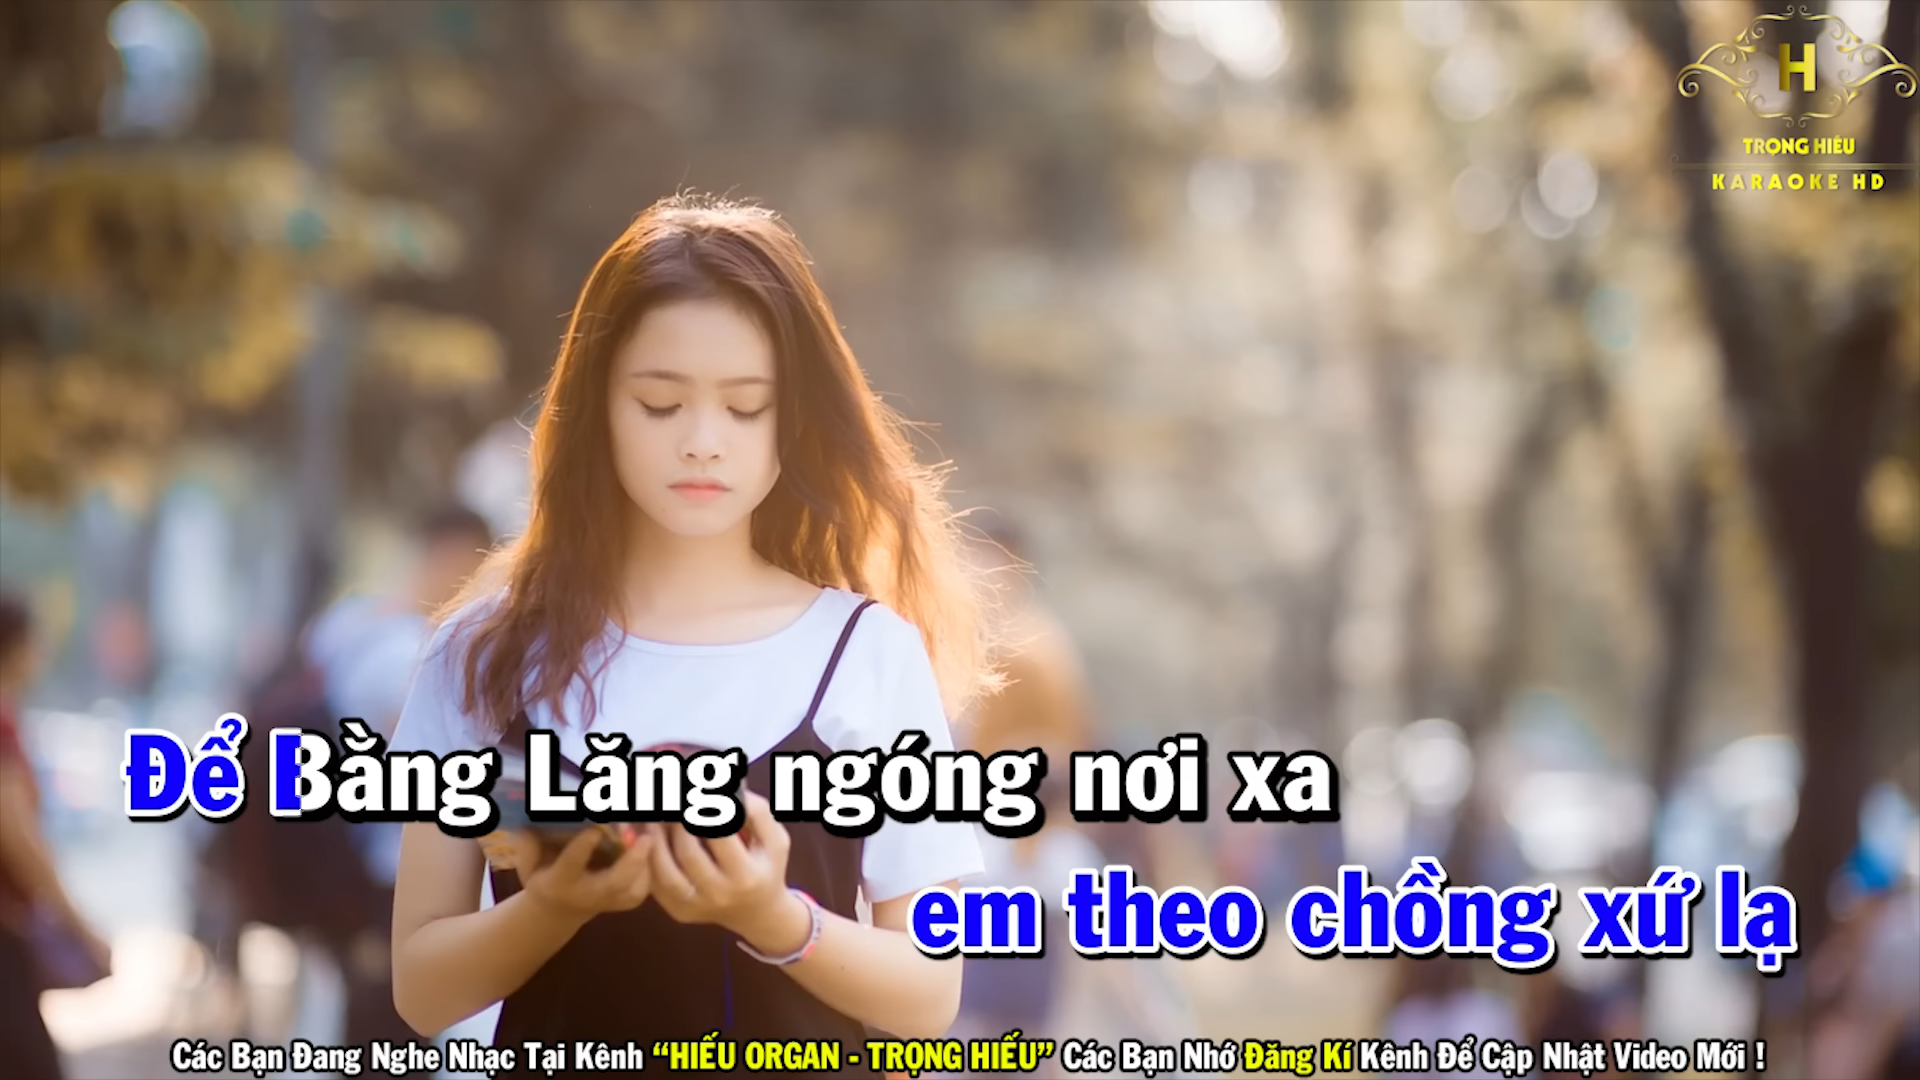 H
TRỌNG HIẾU
KARAOKE HD
Để Bằng Lăng ngóng nơi xa
em theo chồng xứ lạ
Các Bạn Đang Nghe Nhạc Tại Kênh “HIẾU ORGAN - TRỌNG HIẾU” Các Bạn Nhớ Đăng Kí Kênh Để Cập Nhật Video Mới !